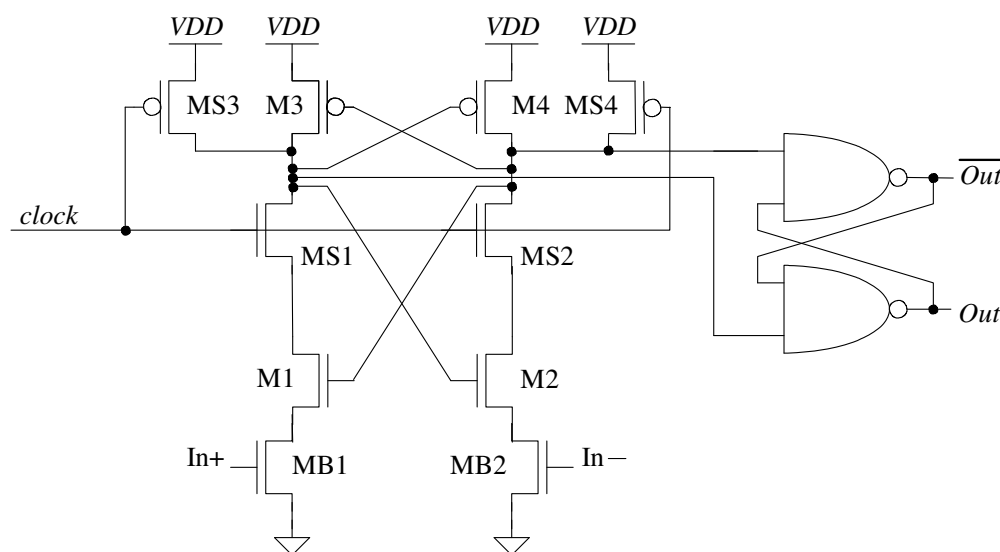 VDD VDD VDD VDD
MS3 M3 M4 MS4
Out
clock
MS1 MS2
Out
M1 M2
In+ MB1 MB2 In−